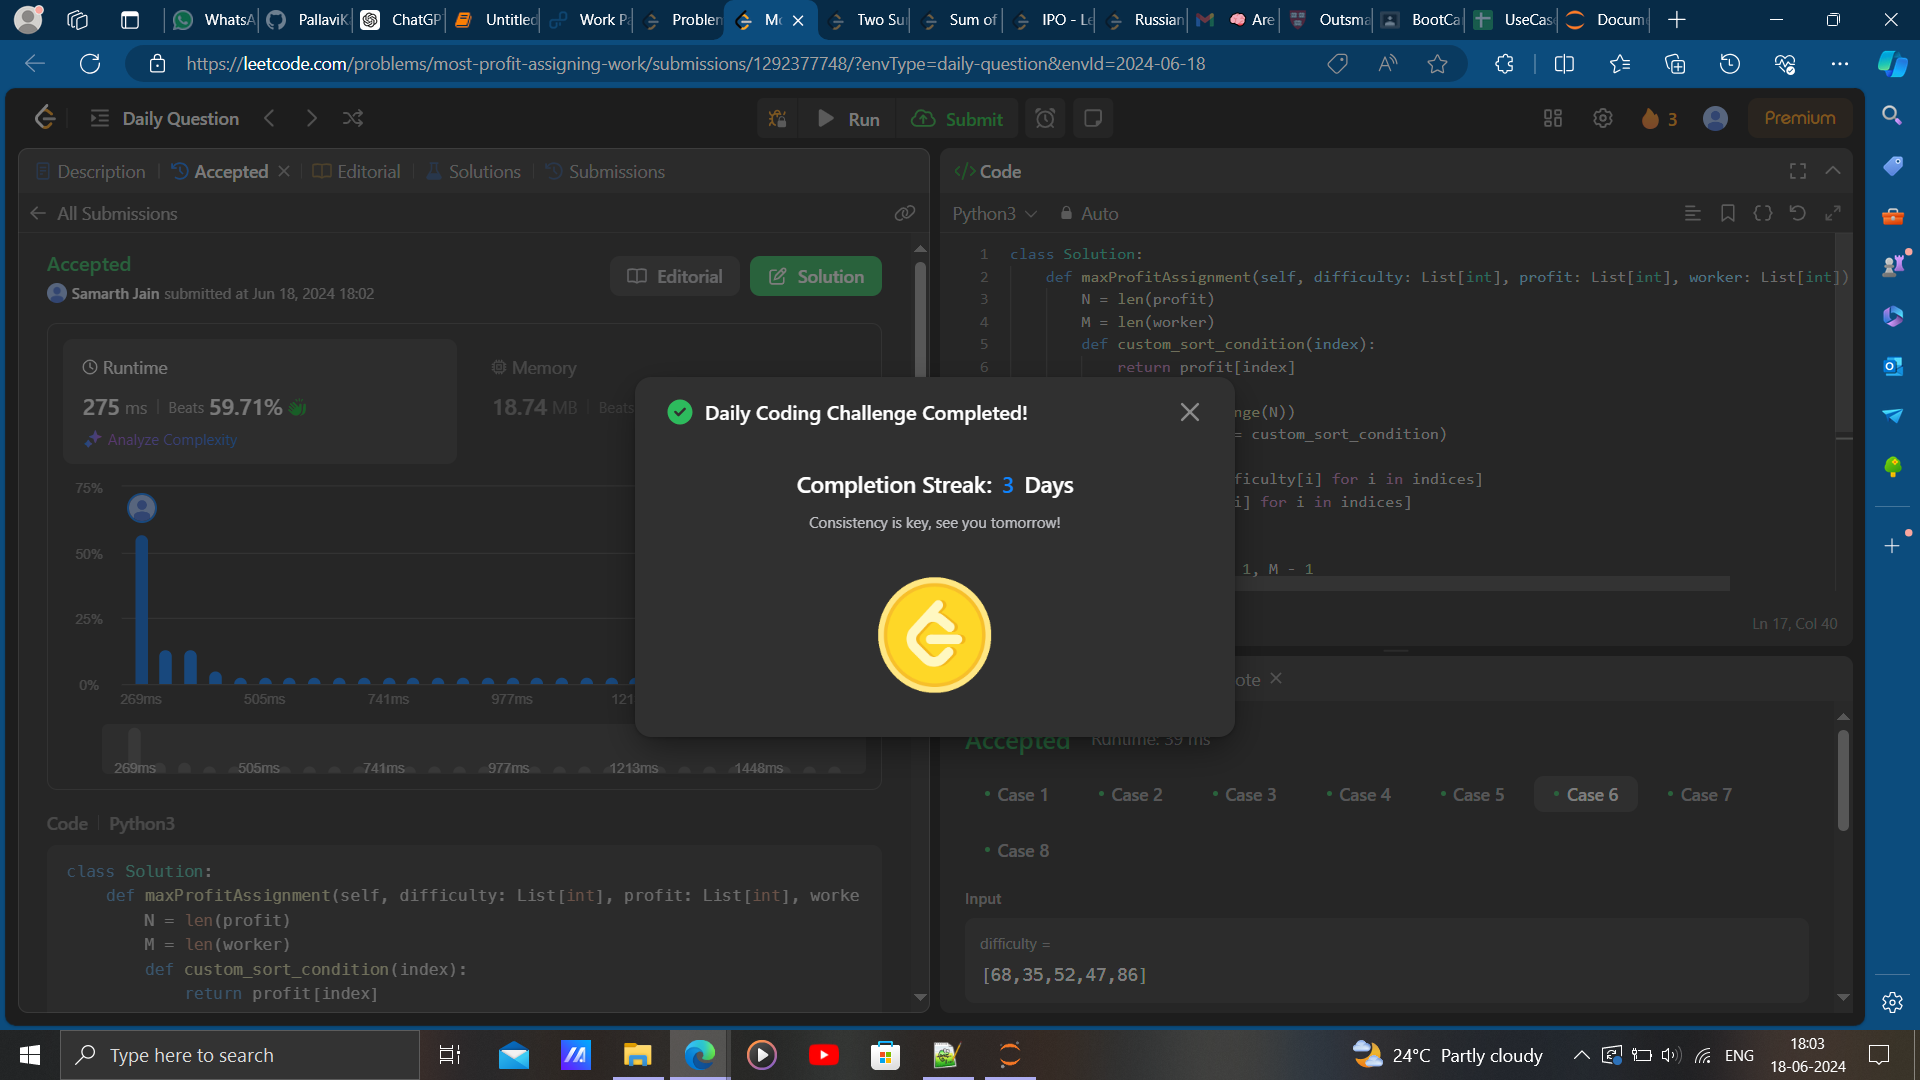 WhatsA
PallaviK
ChatGP
Untitled
Work Pa
Problem
Mo
Two Su
Sum of
IPO - Le
Russian
Are
Outsma
BootCa
UseCas
Docum
https://leetcode.com/problems/most-profit-assigning-work/submissions/1292377748/?envType=daily-question&envId=2024-06-18
Daily Question
Run
Submit
3
Premium
Description
Accepted
Editorial
Solutions
Submissions
All Submissions
Accepted
Samarth Jain submitted at Jun 18, 2024 18:02
Editorial
Solution
Runtime
275 ms | Beats 59.71%
Analyze Complexity
Memory
18.74 MB | Beats
75%
50%
25%
0%
269ms 505ms 741ms 977ms 121
269ms 505ms 741ms 977ms 1213ms 1448ms
Code | Python3
class Solution:
def maxProfitAssignment(self, difficulty: List[int], profit: List[int], worke
N = len(profit)
M = len(worker)
def custom_sort_condition(index):
return profit[index]
</> Code
Python3
Auto
1 class Solution:
2 def maxProfitAssignment(self, difficulty: List[int], profit: List[int], worker: List[int])
3 N = len(profit)
4 M = len(worker)
5 def custom_sort_condition(index):
6 return profit[index]
nge(N))
= custom_sort_condition)
ficulty[i] for i in indices]
i] for i in indices]
1, M - 1
Ln 17, Col 40
Daily Coding Challenge Completed!
Completion Streak: 3 Days
Consistency is key, see you tomorrow!
ote
Accepted
Runtime: 39 ms
Case 1
Case 2
Case 3
Case 4
Case 5
Case 6
Case 7
Case 8
Input
difficulty =
[68,35,52,47,86]
Type here to search
24°C Partly cloudy
ENG
18:03
18-06-2024